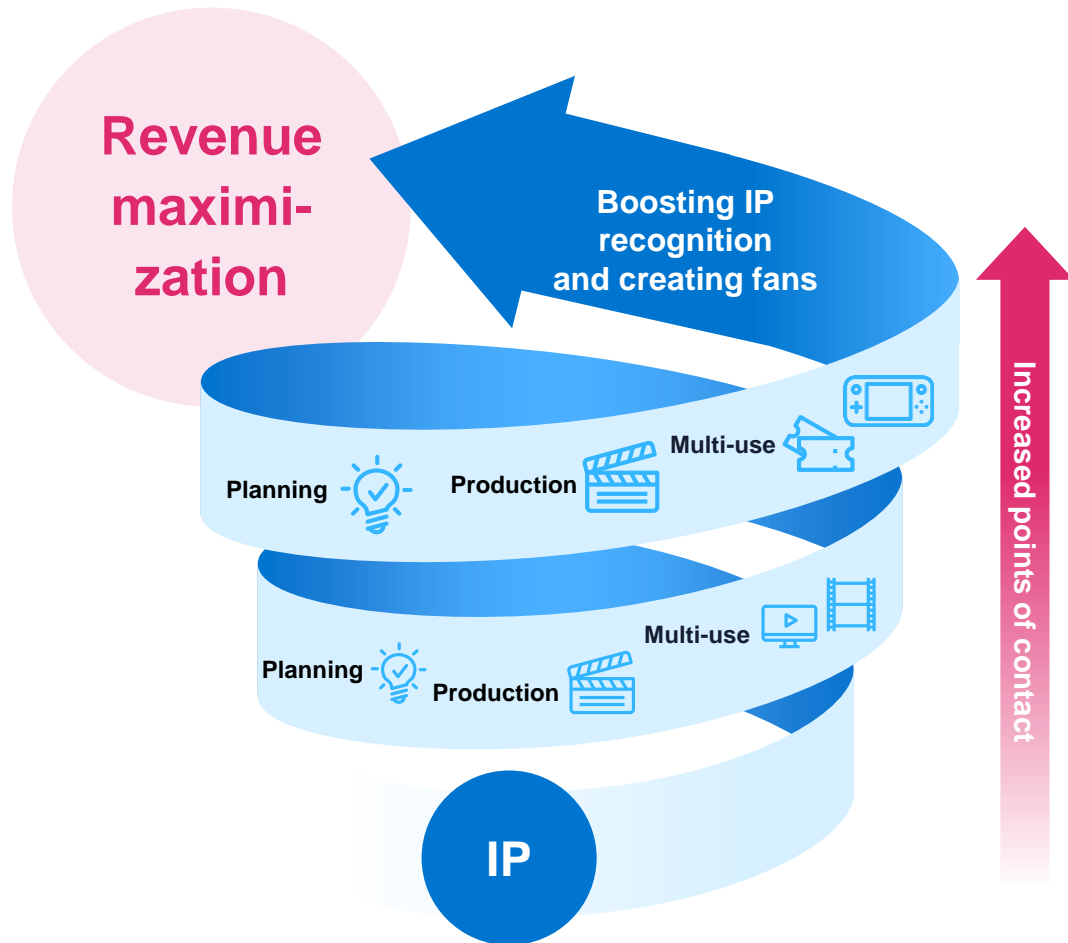 Revenue
maximi-
zation
Boosting IP
recognition
and creating fans
Increased points of contact
Multi-use
Production
Planning
Multi-use
Planning
Production
IP